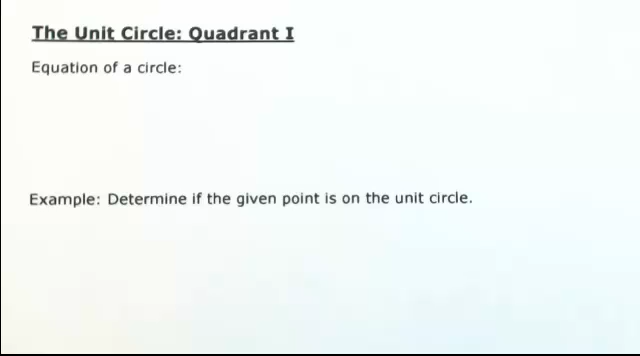 The Unit Circle: Quadrant I
Equation of a circle:
Example: Determine if the given point is on the unit circle.